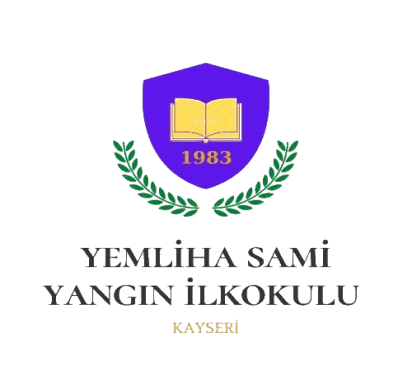 1983
YEMLİHA SAMİ
YANGIN İLKOKULU
KAYSERİ